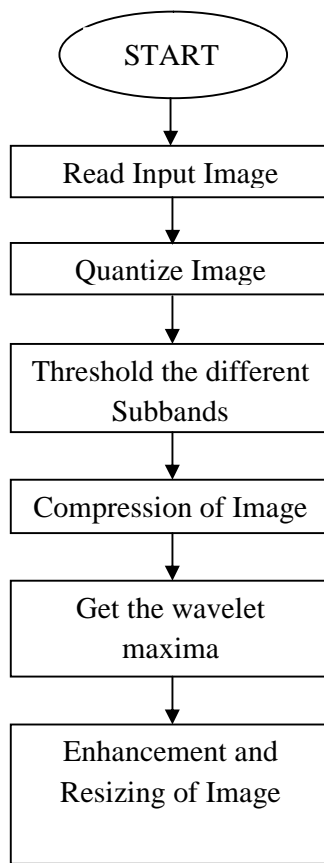 START
Read Input Image
Quantize Image
Threshold the different
Subbands
Compression of Image
Get the wavelet
maxima
Enhancement and
Resizing of Image